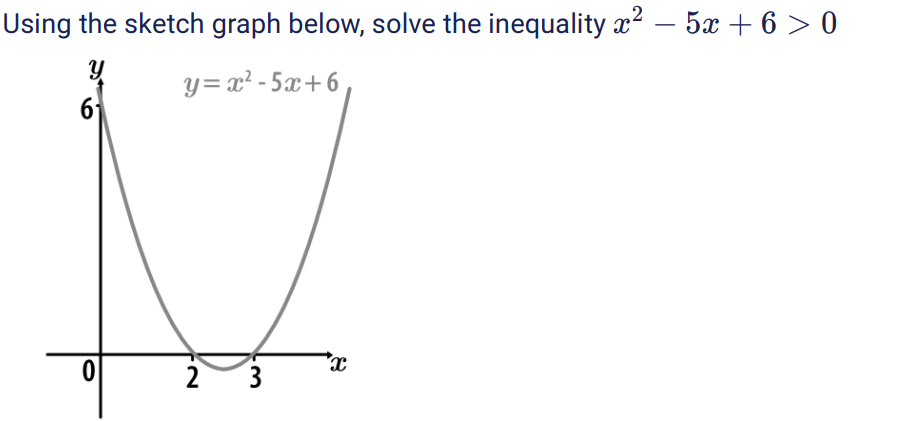 Using the sketch graph below, solve the inequality x² − 5x + 6 > 0
y
y = x² - 5x + 6
6
0
2
3
x